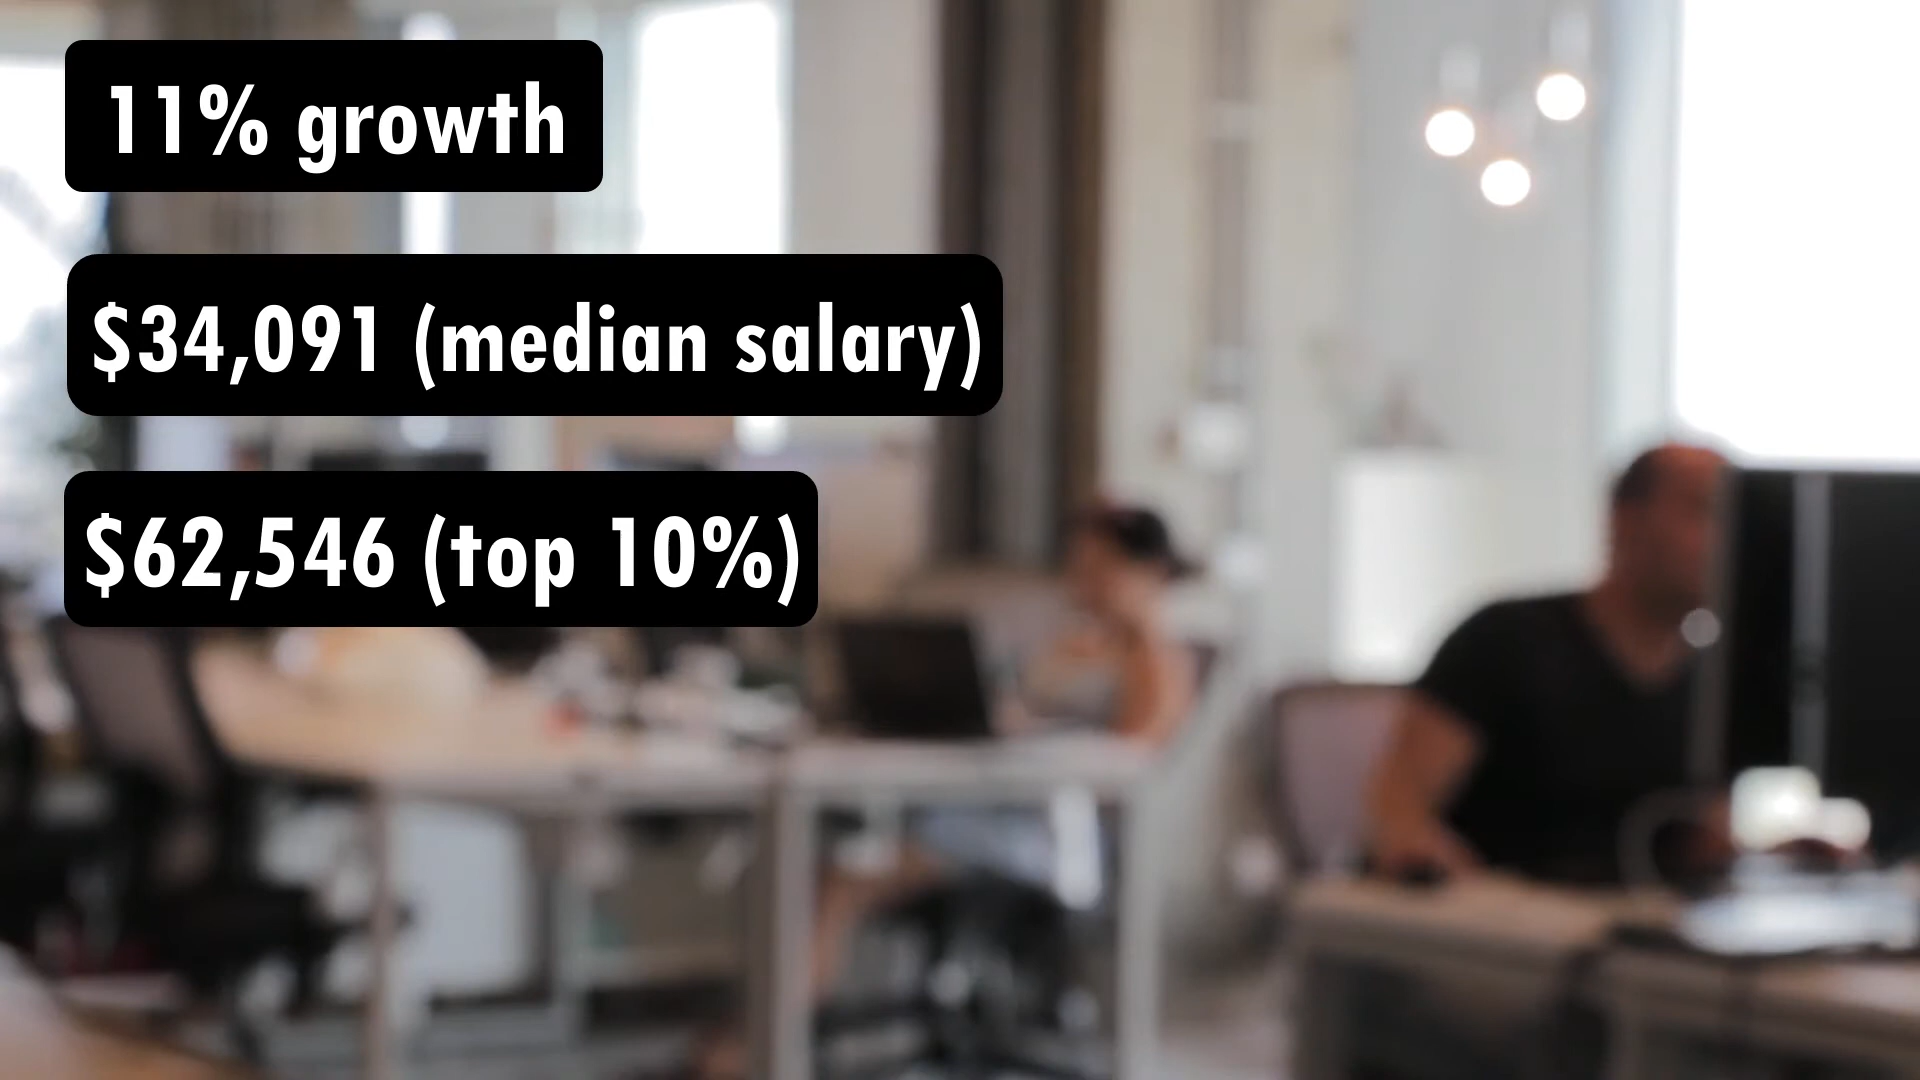 11% growth
$34,091 (median salary)
$62,546 (top 10%)